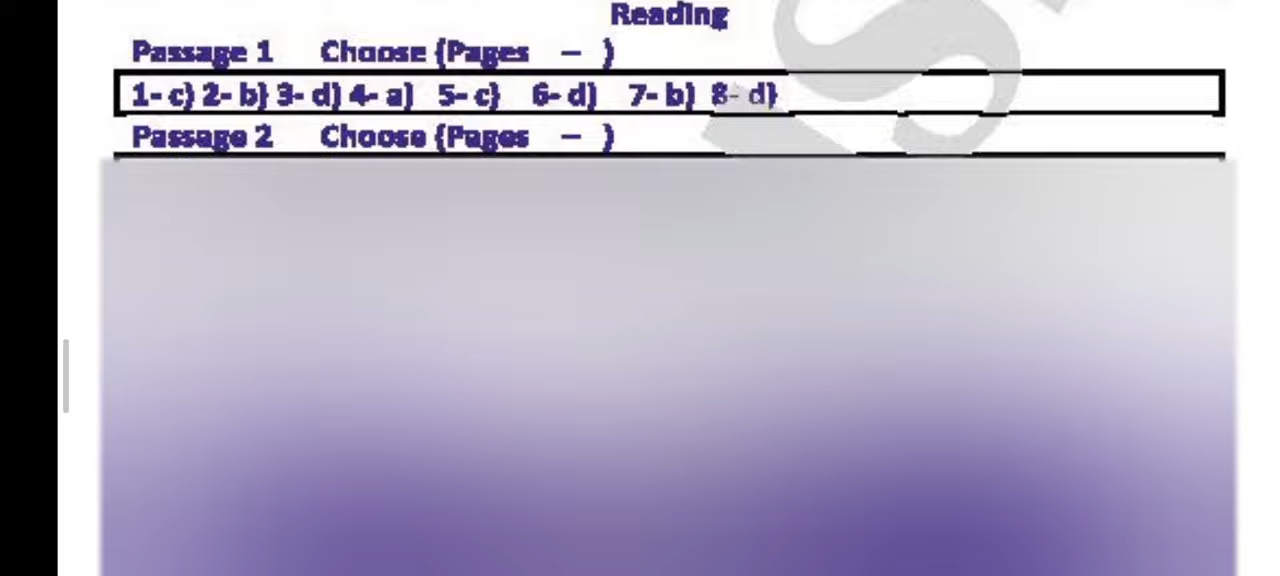 Reading
Passage 1 Choose (Pages – )
1- c) 2- b) 3- d) 4- a) 5- c) 6- d) 7- b) 8- d)
Passage 2 Choose (Pages – )